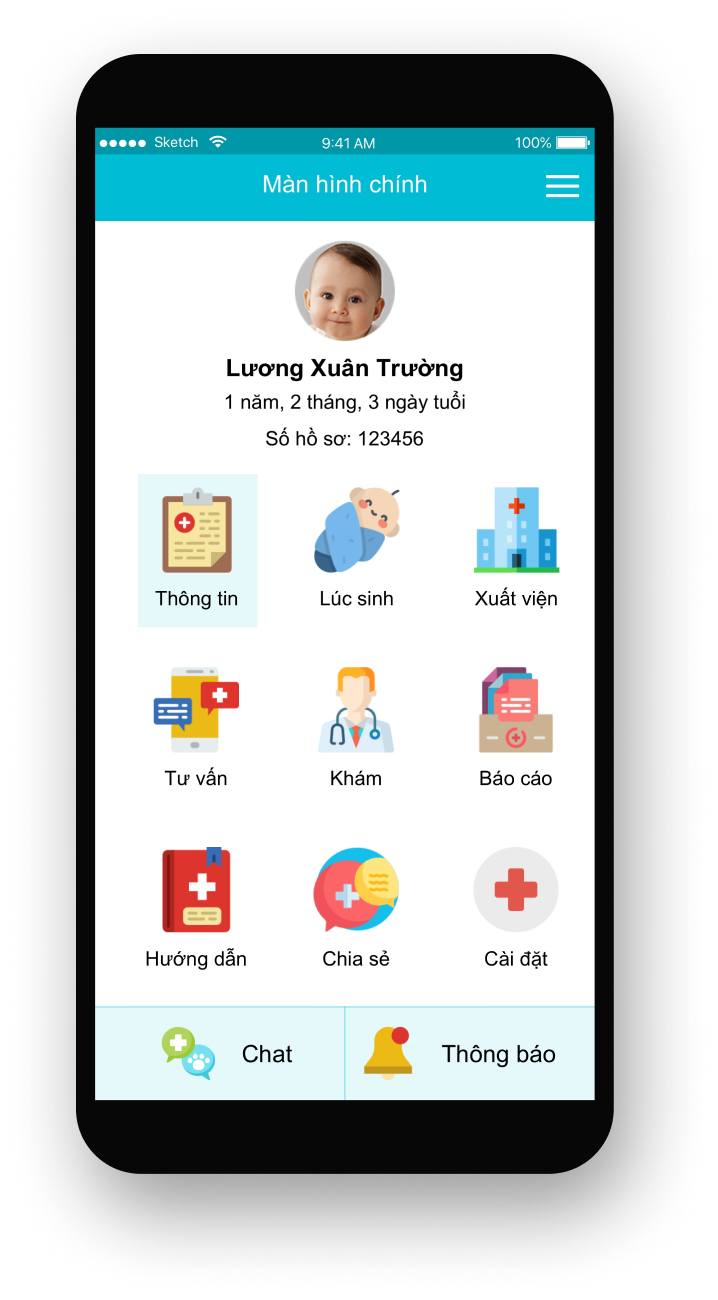 Sketch 9:41 AM 100%
Màn hình chính
Lương Xuân Trường
1 năm, 2 tháng, 3 ngày tuổi
Số hồ sơ: 123456
Thông tin Lúc sinh Xuất viện
Tư vấn Khám Báo cáo
Hướng dẫn Chia sẻ Cài đặt
Chat Thông báo